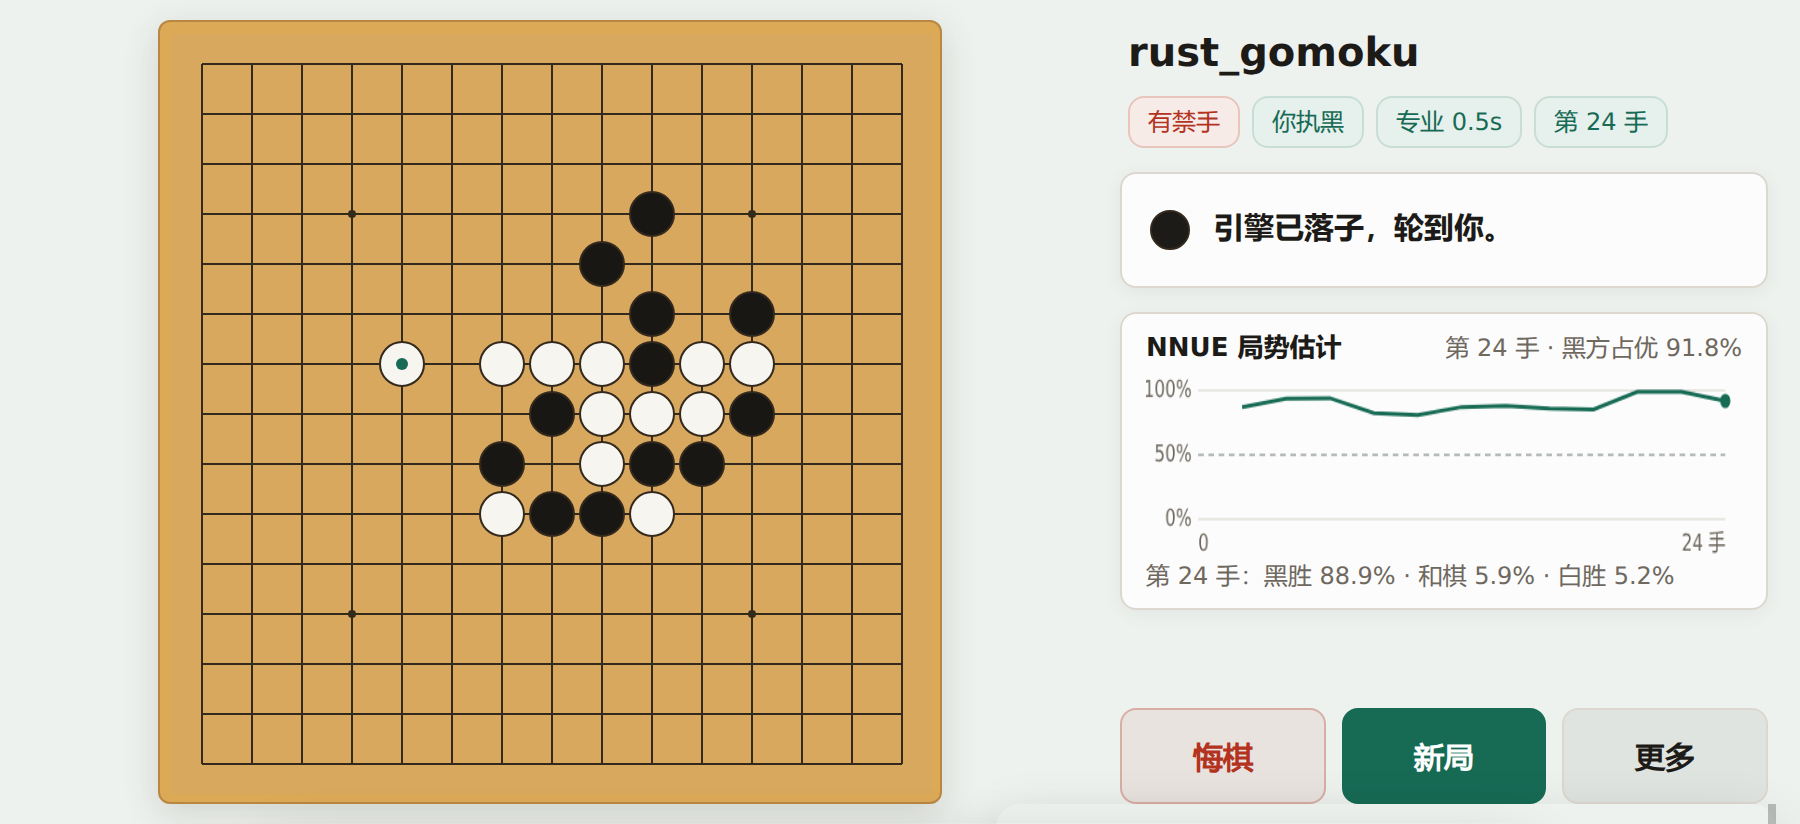 rust_gomoku
有禁手 你执黑 专业 0.5s 第 24 手
引擎已落子，轮到你。
NNUE 局势估计 第 24 手 · 黑方占优 91.8%
100%
50%
0%
0 24 手
第 24 手：黑胜 88.9% · 和棋 5.9% · 白胜 5.2%
悔棋 新局 更多